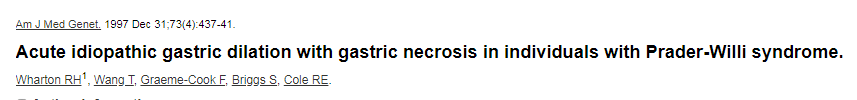 Am J Med Genet. 1997 Dec 31;73(4):437-41.
Acute idiopathic gastric dilation with gastric necrosis in individuals with Prader-Willi syndrome.
Wharton RH1, Wang T, Graeme-Cook F, Briggs S, Cole RE.